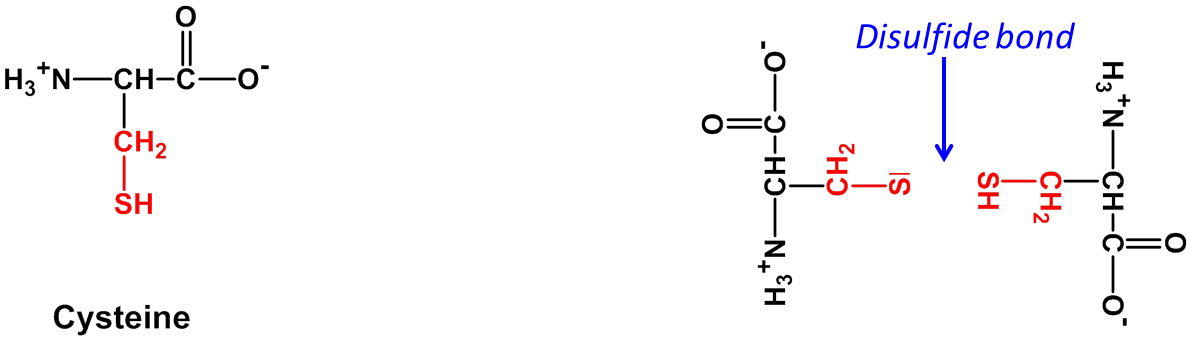 O
H3+N CH C O-
CH2
SH
Cysteine
Disulfide bond
O-
O C
CH CH2 S
H3+N
H3+N
SH CH2 CH
C O
O-